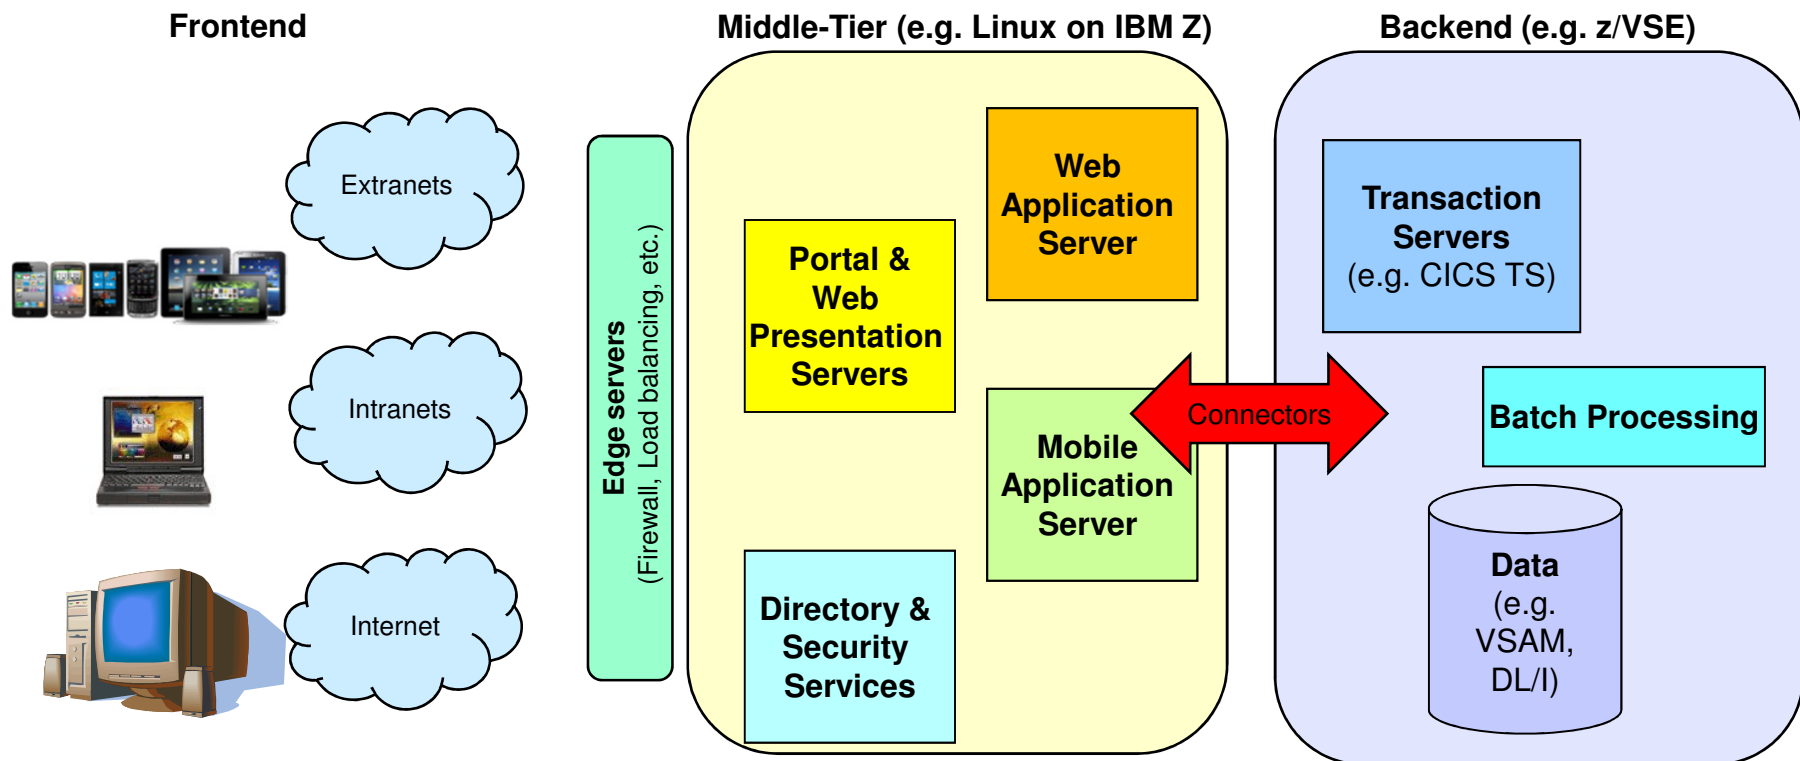 Frontend
Middle-Tier (e.g. Linux on IBM Z)
Backend (e.g. z/VSE)
Extranets
Intranets
Internet
Edge servers
(Firewall, Load balancing, etc.)
Portal &
Web
Presentation
Servers
Directory &
Security
Services
Web
Application
Server
Mobile
Application
Server
Connectors
Transaction
Servers
(e.g. CICS TS)
Batch Processing
Data
(e.g.
VSAM,
DL/I)